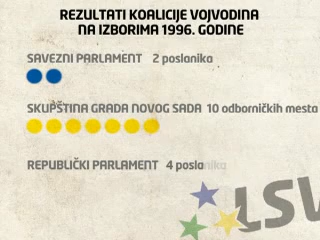 REZULTATI KOALICIJE VOJVODINA
NA IZBORIMA 1996. GODINE
SAVEZNI PARLAMENT 2 poslanika
SKUPŠTINA GRADA NOVOG SADA 10 odborničkih mesta
REPUBLIČKI PARLAMENT 4 poslanika
LSV